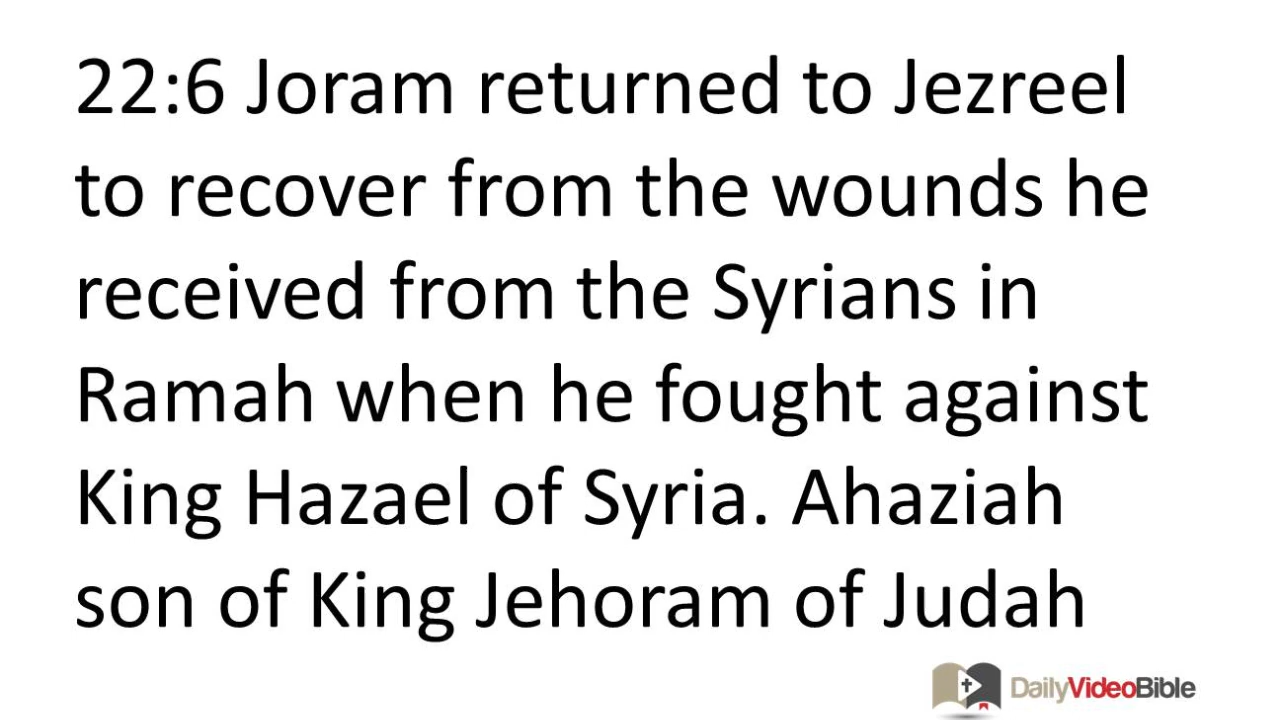 22:6 Joram returned to Jezreel
to recover from the wounds he
received from the Syrians in
Ramah when he fought against
King Hazael of Syria. Ahaziah
son of King Jehoram of Judah
DailyVideoBible